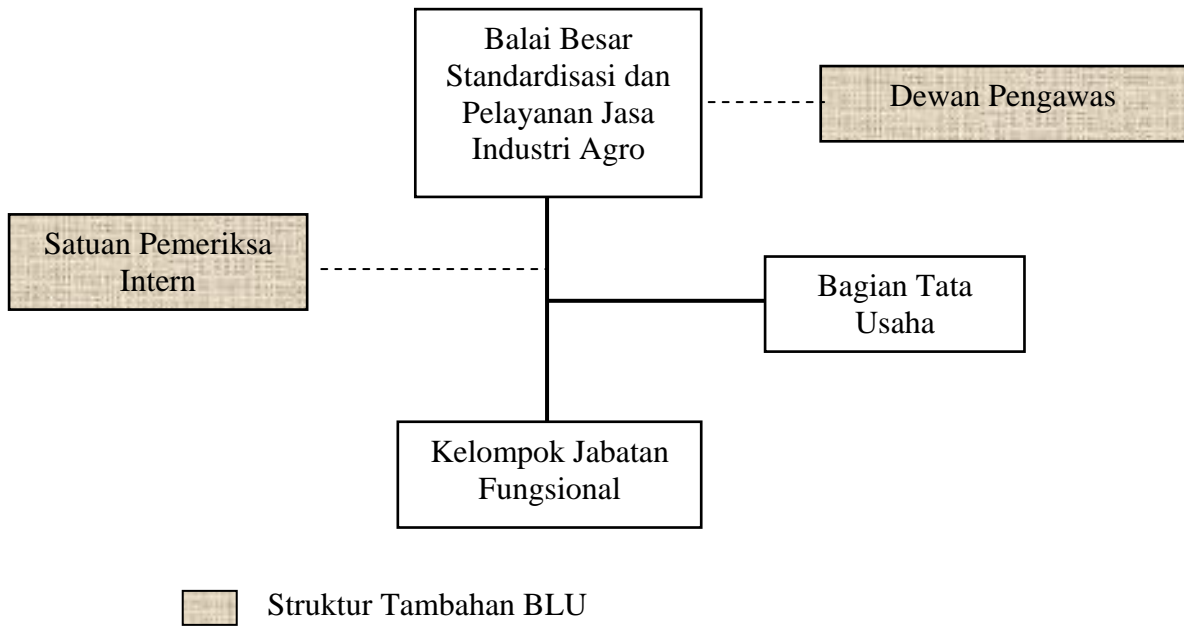 Balai Besar
Standardisasi dan
Pelayanan Jasa
Industri Agro
Dewan Pengawas
Satuan Pemeriksa
Intern
Bagian Tata
Usaha
Kelompok Jabatan
Fungsional
Struktur Tambahan BLU